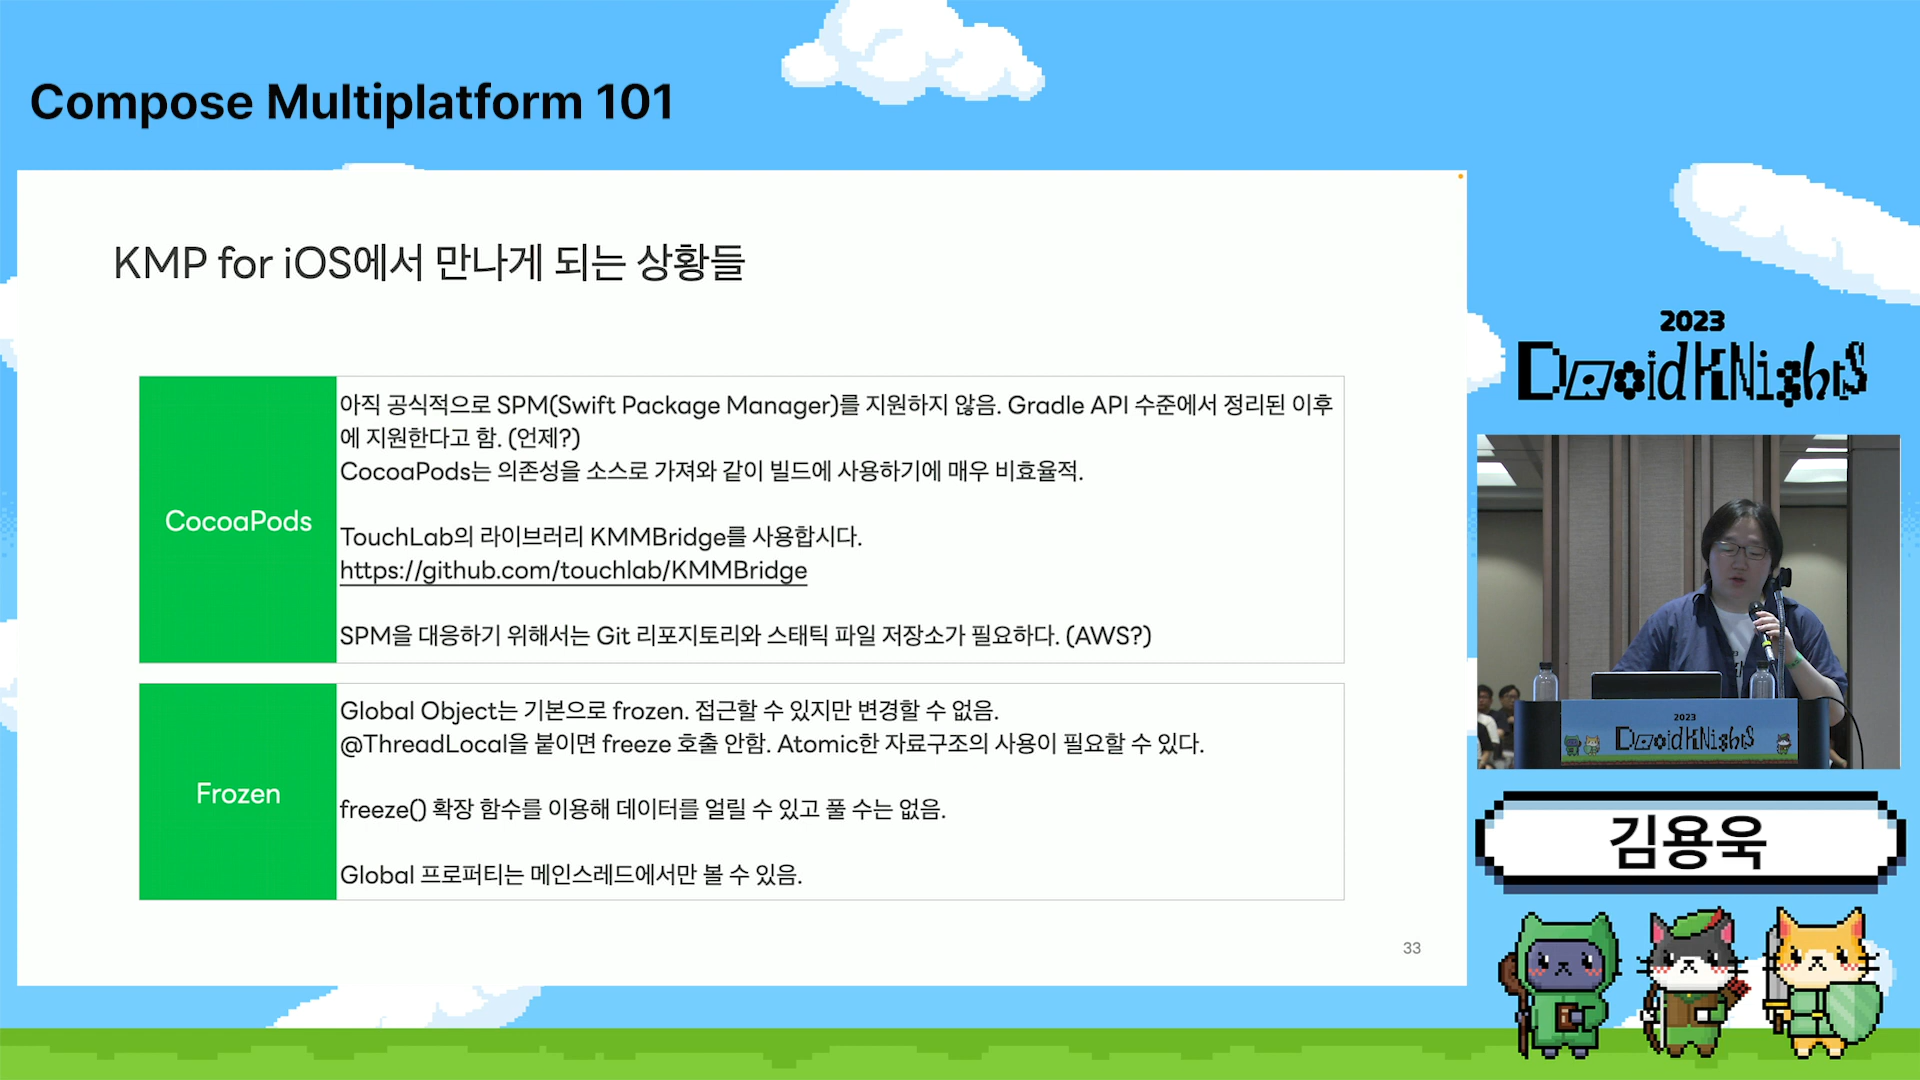 Compose Multiplatform 101
KMP for iOS에서 만나게 되는 상황들
CocoaPods
아직 공식적으로 SPM(Swift Package Manager)를 지원하지 않음. Gradle API 수준에서 정리된 이후
에 지원한다고 함. (언제?)
CocoaPods는 의존성을 소스로 가져와 같이 빌드에 사용하기에 매우 비효율적.
TouchLab의 라이브러리 KMMBridge를 사용합시다.
https://github.com/touchlab/KMMBridge
SPM을 대응하기 위해서는 Git 리포지토리와 스태틱 파일 저장소가 필요하다. (AWS?)
Frozen
Global Object는 기본으로 frozen. 접근할 수 있지만 변경할 수 없음.
@ThreadLocal을 붙이면 freeze 호출 안함. Atomic한 자료구조의 사용이 필요할 수 있다.
freeze() 확장 함수를 이용해 데이터를 얼릴 수 있고 풀 수는 없음.
Global 프로퍼티는 메인스레드에서만 볼 수 있음.
33
2023
DRoid KNights
2023
DRoid KNights
김용욱